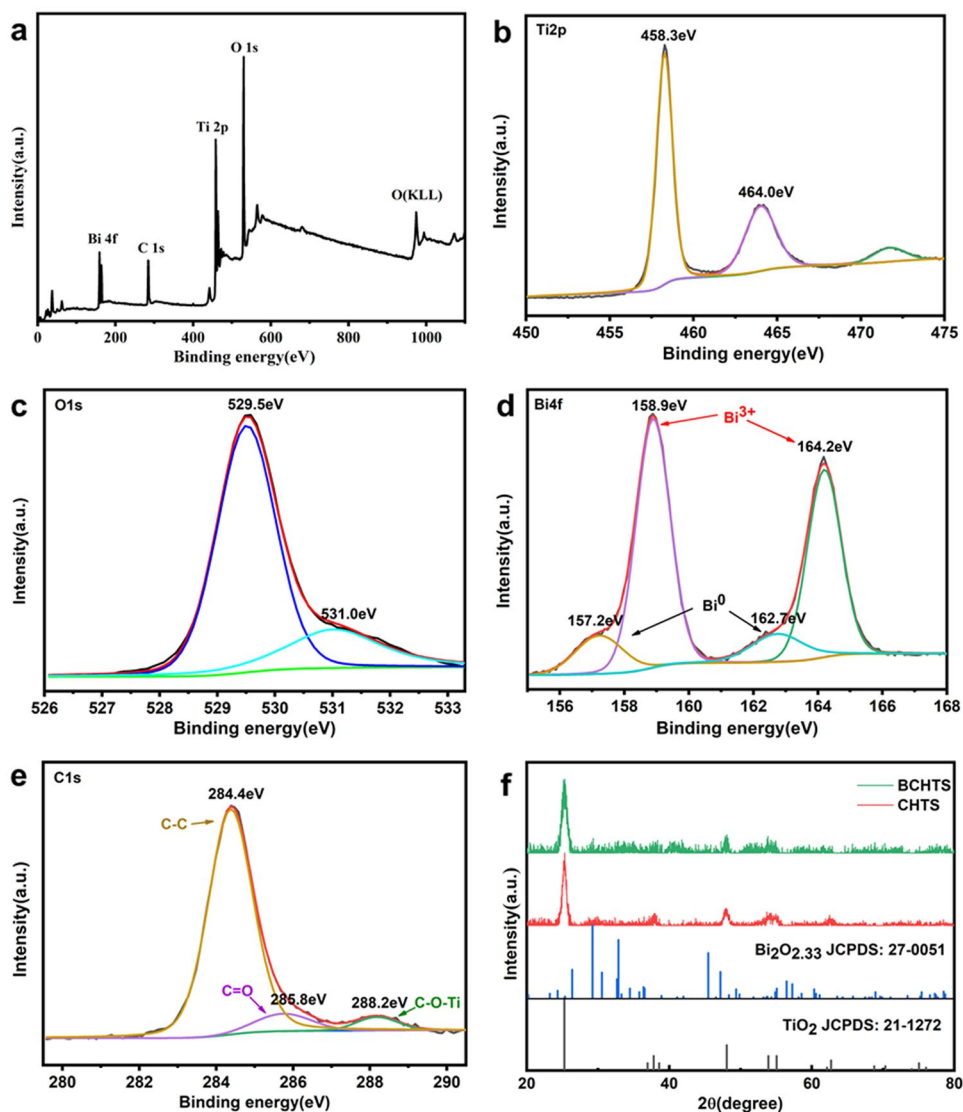 a
O 1s
Ti 2p
O(KLL)
Bi 4f
C 1s
Intensity(a.u.)
0 200 400 600 800 1000
Binding energy(eV)
b
Ti2p
458.3eV
464.0eV
Intensity(a.u.)
450 455 460 465 470 475
Binding energy(eV)
c
O1s
529.5eV
531.0eV
Intensity(a.u.)
526 527 528 529 530 531 532 533
Binding energy(eV)
d
Bi4f
158.9eV
Bi3+
164.2eV
157.2eV
Bi0
162.7eV
Intensity(a.u.)
156 158 160 162 164 166 168
Binding energy(eV)
e
C1s
284.4eV
C-C
C=O
285.8eV
288.2eV
C-O-Ti
Intensity(a.u.)
280 282 284 286 288 290
Binding energy(eV)
f
BCHTS
CHTS
Bi2O2.33 JCPDS: 27-0051
TiO2 JCPDS: 21-1272
Intensity(a.u.)
20 40 60 80
2θ(degree)